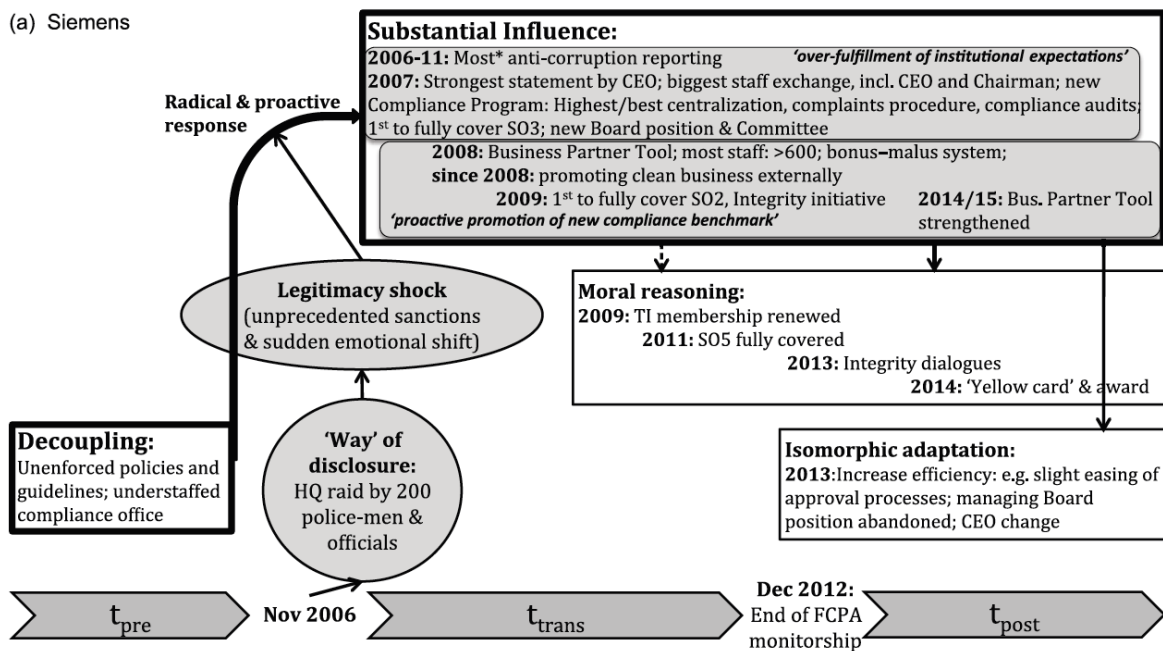 (a) Siemens
Substantial Influence:
2006-11: Most* anti-corruption reporting
‘over-fulfillment of institutional expectations’
2007: Strongest statement by CEO; biggest staff exchange, incl. CEO and Chairman; new
Compliance Program: Highest/best centralization, complaints procedure, compliance audits;
1st to fully cover SO3; new Board position & Committee
2008: Business Partner Tool; most staff: >600; bonus–malus system;
since 2008: promoting clean business externally
2009: 1st to fully cover SO2, Integrity initiative
2014/15: Bus. Partner Tool
strengthened
‘proactive promotion of new compliance benchmark’
Radical & proactive
response
Legitimacy shock
(unprecedented sanctions
& sudden emotional shift)
Moral reasoning:
2009: TI membership renewed
2011: SO5 fully covered
2013: Integrity dialogues
2014: ‘Yellow card’ & award
Decoupling:
Unenforced policies and
guidelines; understaffed
compliance office
‘Way’ of
disclosure:
HQ raid by 200
police-men &
officials
Isomorphic adaptation:
2013:Increase efficiency: e.g. slight easing of
approval processes; managing Board
position abandoned; CEO change
tpre
Nov 2006
ttrans
Dec 2012:
End of FCPA
monitorship
tpost